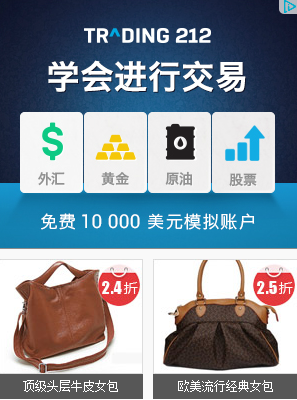 TRADING 212
学会进行交易
外汇
黄金
原油
股票
免费 10 000 美元模拟账户
2.4折
2.5折
顶级头层牛皮女包
欧美流行经典女包